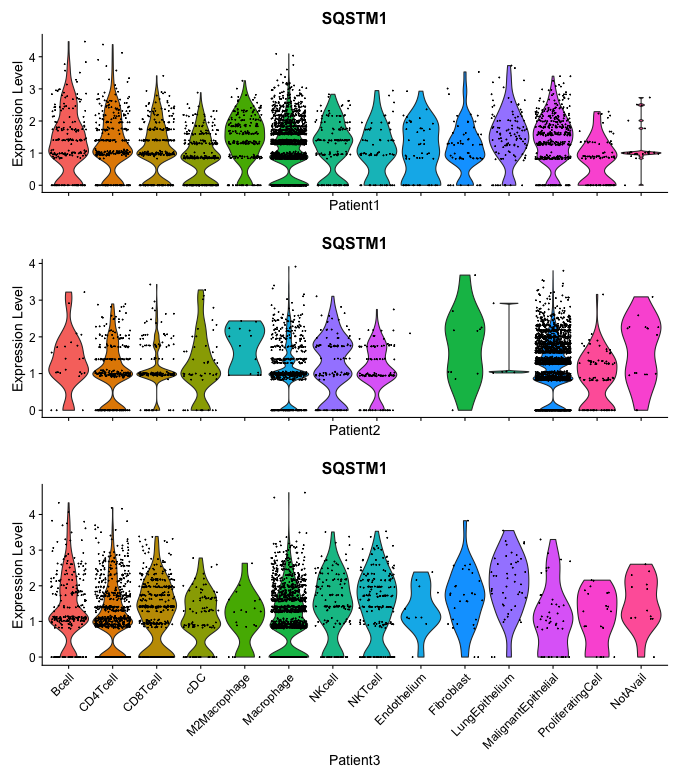 SQSTM1
Expression Level
4
3
2
1
0
Patient1
SQSTM1
Expression Level
4
3
2
1
0
Patient2
SQSTM1
Expression Level
4
3
2
1
0
Bcell
CD4Tcell
CD8Tcell
cDC
M2Macrophage
Macrophage
NKcell
NKTcell
Endothelium
Fibroblast
LungEpithelium
MalignantEpithelial
ProliferatingCell
NotAvail
Patient3